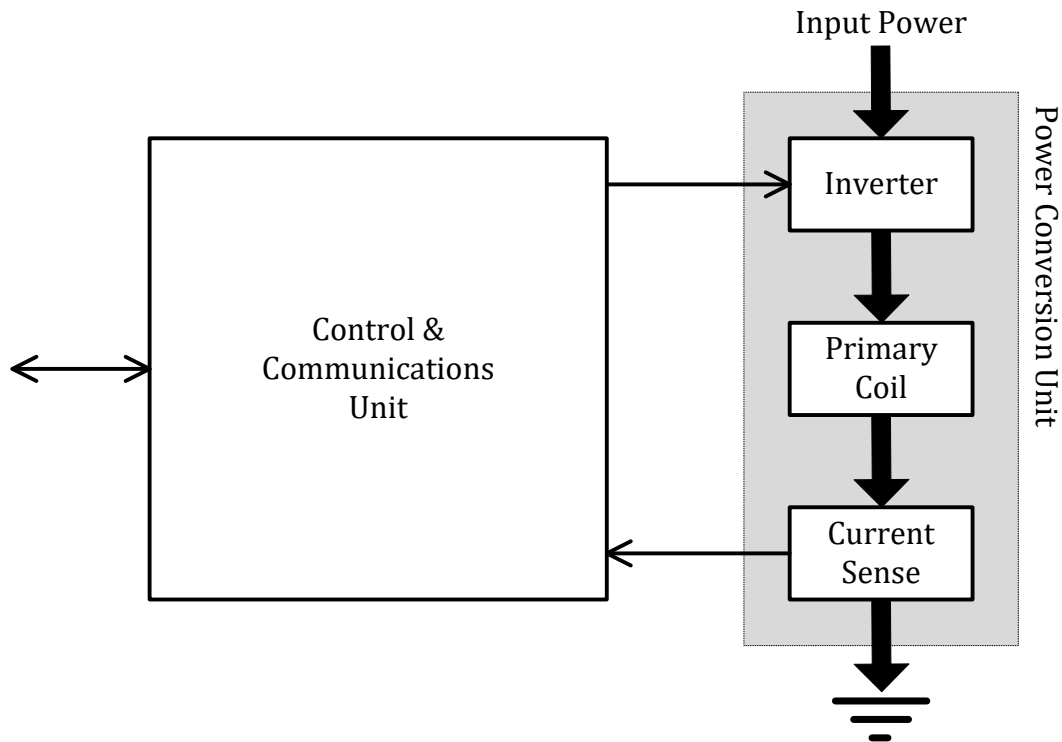 Input Power
Power Conversion Unit
Inverter
Control &
Communications
Unit
Primary
Coil
Current
Sense